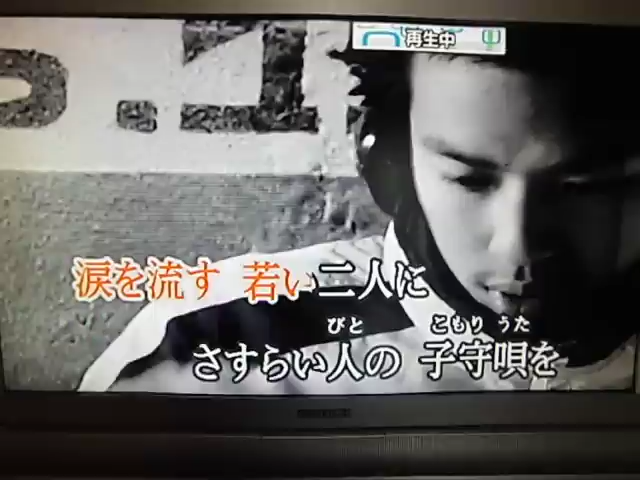 再生中
涙を流す 若い二人に
びと こもり うた
さすらい人の 子守唄を